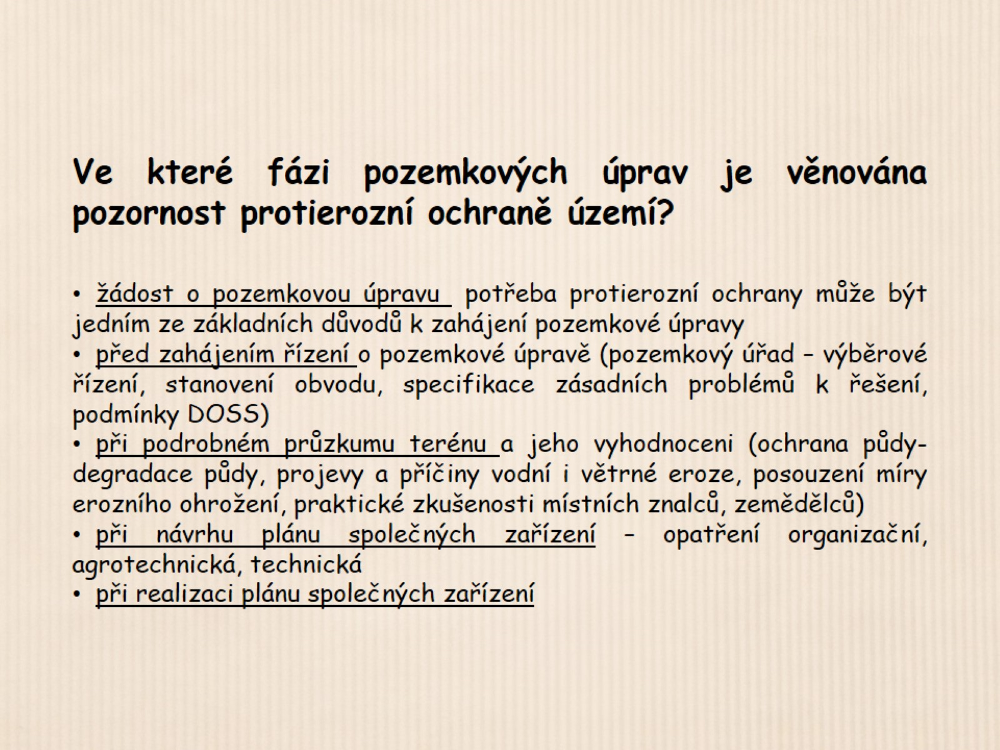 Ve které fázi pozemkových úprav je věnována
pozornost protierozní ochraně území?
• žádost o pozemkovou úpravu potřeba protierozní ochrany může být
jedním ze základních důvodů k zahájení pozemkové úpravy
• před zahájením řízení o pozemkové úpravě (pozemkový úřad – výběrové
řízení, stanovení obvodu, specifikace zásadních problémů k řešení,
podmínky DOSS)
• při podrobném průzkumu terénu a jeho vyhodnoceni (ochrana půdy-
degradace půdy, projevy a příčiny vodní i větrné eroze, posouzení míry
erozního ohrožení, praktické zkušenosti místních znalců, zemědělců)
• při návrhu plánu společných zařízení – opatření organizační,
agrotechnická, technická
• při realizaci plánu společných zařízení